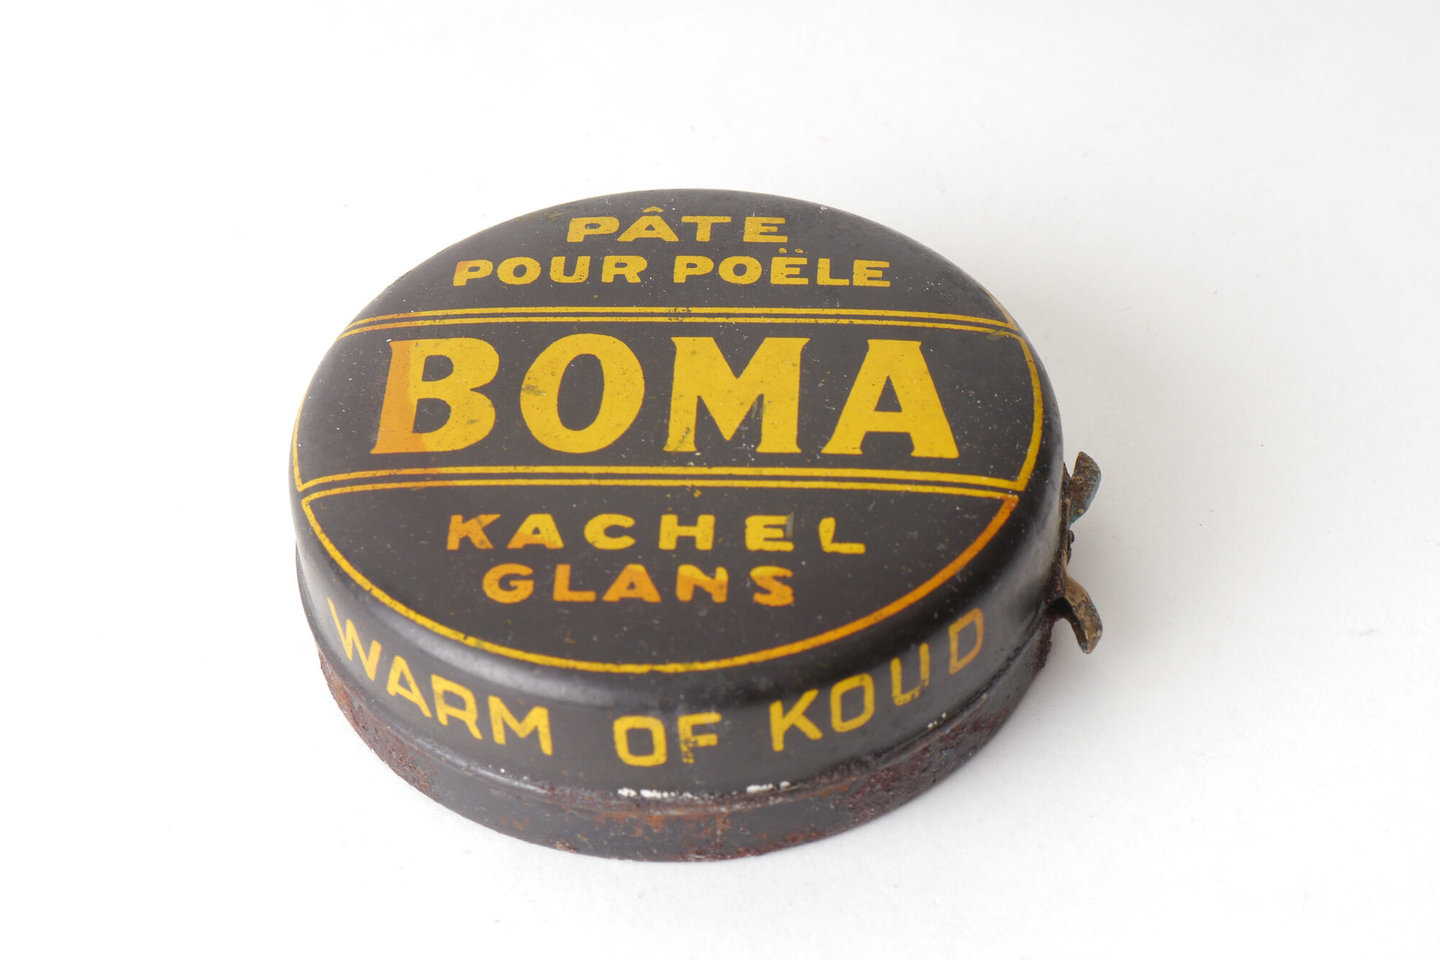 PÂTE
POUR POËLE
BOMA
KACHEL
GLANS
WARM OF KOUD